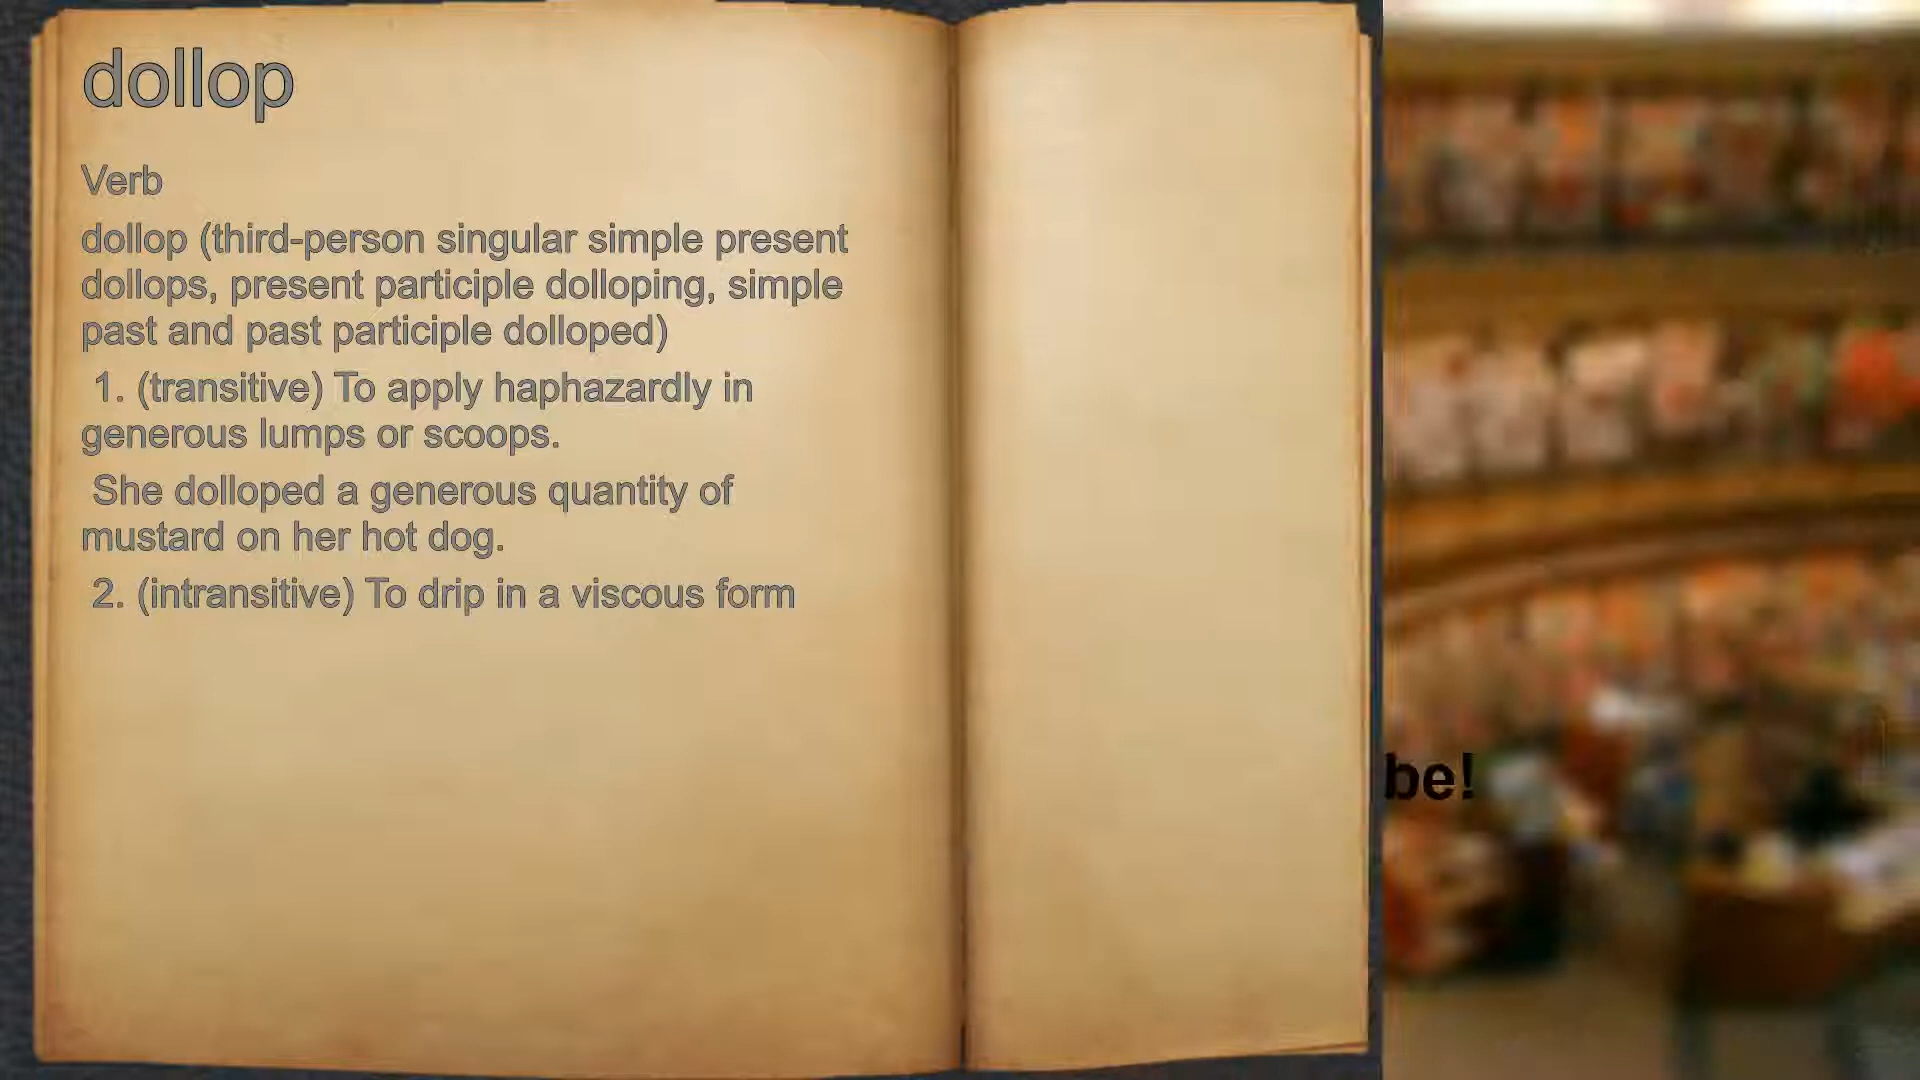 dollop
Verb
dollop (third-person singular simple present
dollops, present participle dolloping, simple
past and past participle dolloped)
1. (transitive) To apply haphazardly in
generous lumps or scoops.
She dolloped a generous quantity of
mustard on her hot dog.
2. (intransitive) To drip in a viscous form
be!